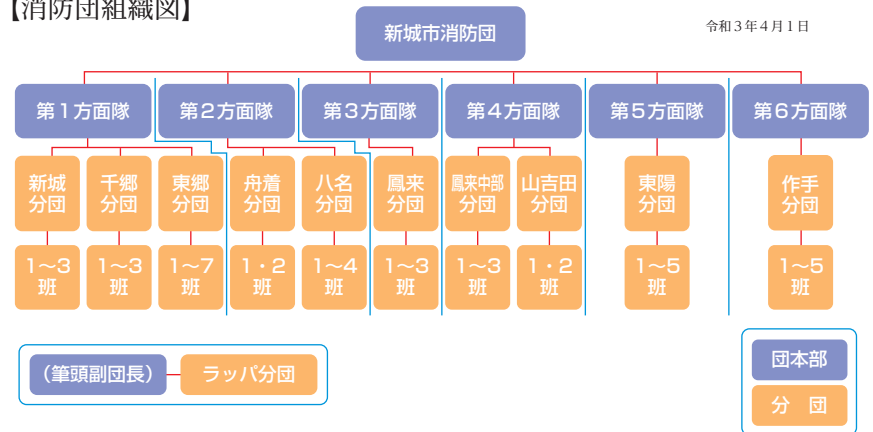 【消防団組織図】
新城市消防団
令和3年4月1日
第1方面隊
第2方面隊
第3方面隊
第4方面隊
第5方面隊
第6方面隊
新城
分団
千郷
分団
東郷
分団
舟着
分団
八名
分団
鳳来
分団
鳳来中部
分団
山吉田
分団
東陽
分団
作手
分団
1〜3
班
1〜3
班
1〜7
班
1・2
班
1〜4
班
1〜3
班
1〜3
班
1・2
班
1〜5
班
1〜5
班
(筆頭副団長)
ラッパ分団
団本部
分　団